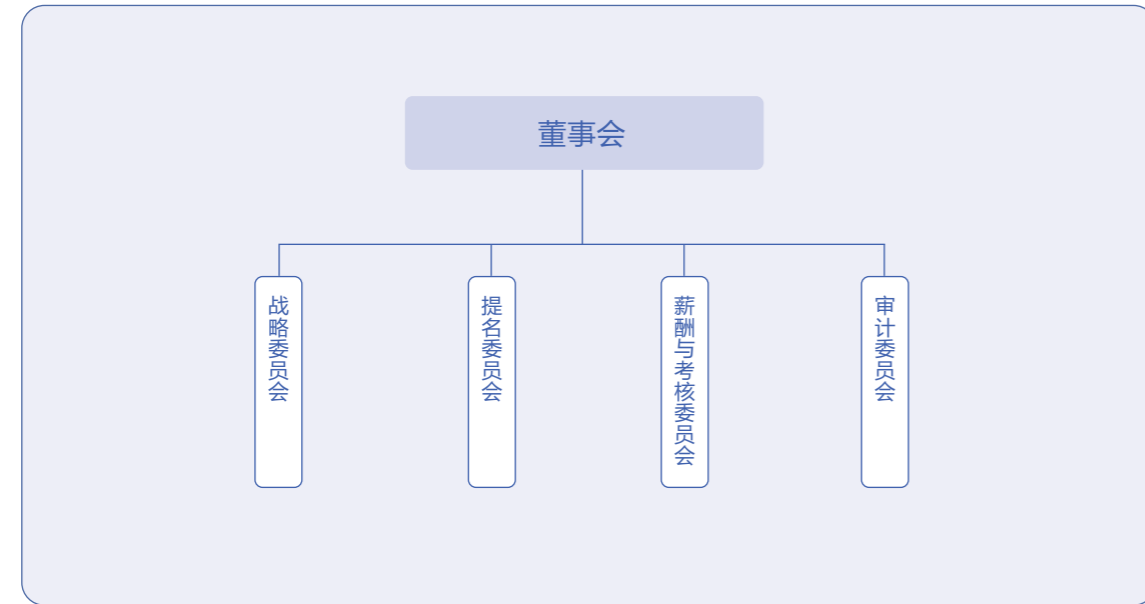 董事会
战略委员会
提名委员会
薪酬与考核委员会
审计委员会